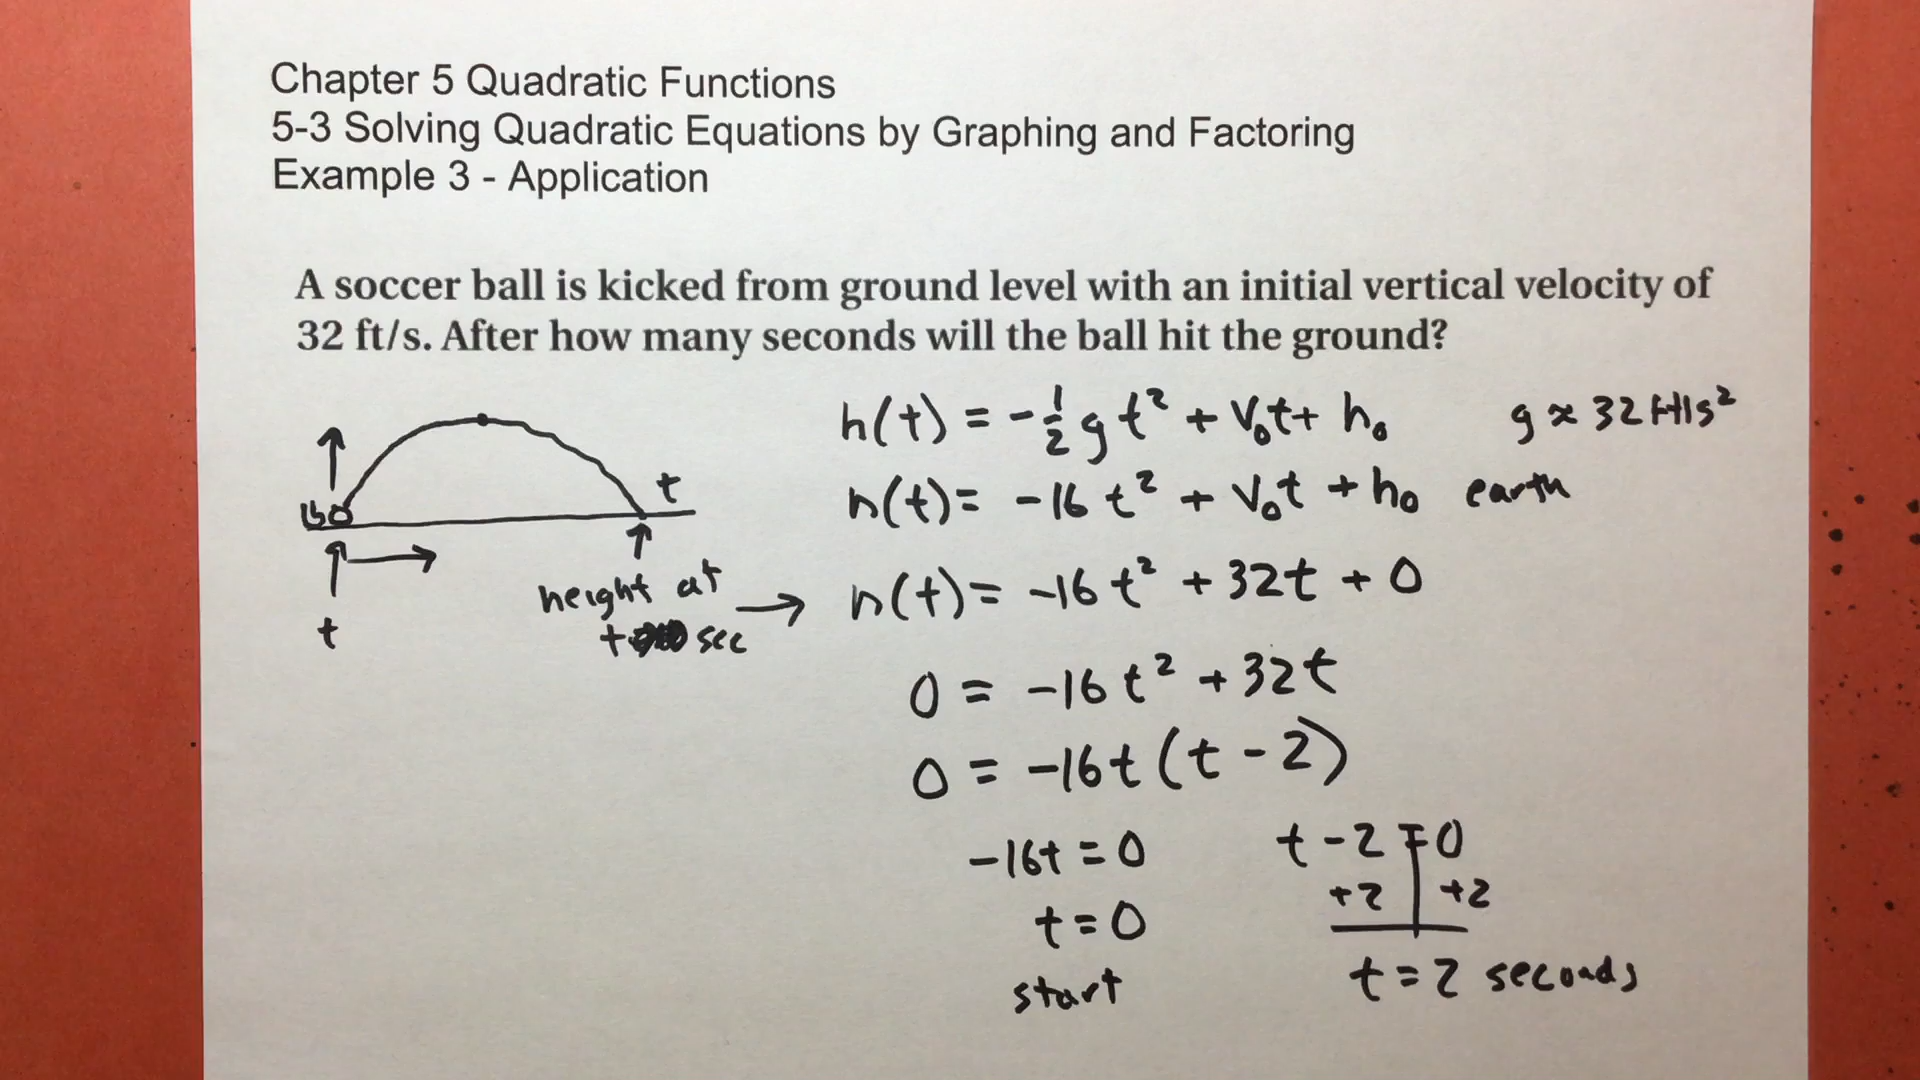 Chapter 5 Quadratic Functions
5-3 Solving Quadratic Equations by Graphing and Factoring
Example 3 - Application
A soccer ball is kicked from ground level with an initial vertical velocity of
32 ft/s. After how many seconds will the ball hit the ground?
h(t) = -½gt² + V₀t + h₀ g ≈ 32 ft/s²
h(t) = -16t² + V₀t + h₀ earth
t
height at
t sec
t
h(t) = -16t² + 32t + 0
0 = -16t² + 32t
0 = -16t(t - 2)
-16t = 0 t - 2 = 0
+2 +2
t = 0
start
t = 2 seconds